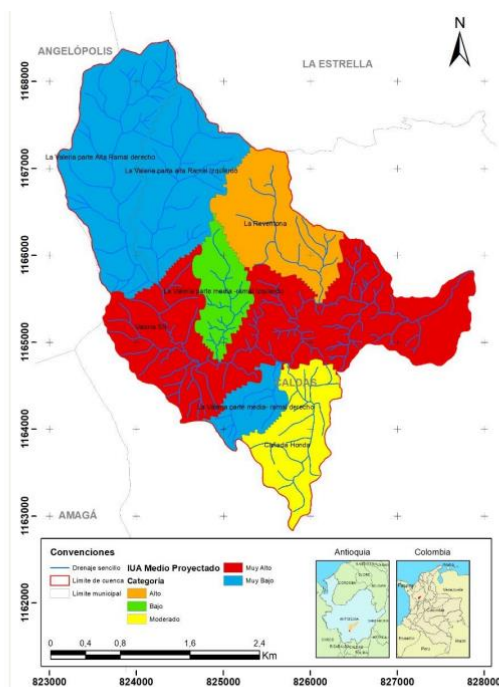 N
ANGELÓPOLIS
LA ESTRELLA
1168000
La Valeria parte Alta Ramal derecho
1167000
La Valeria parte alta Ramal izquierdo
La Reventona
1166000
La Valeria parte media -ramal izquierdo
1165000
CALDAS
La Valeria parte media- ramal derecho
1164000
Cañada Honda
1163000
AMAGÁ
1162000
Convenciones
Drenaje sencillo
Límite de cuenca
Límite municipal
IUA Medio Proyectado
Categoría
Alto
Bajo
Moderado
Muy Alto
Muy Bajo
Antioquia
Colombia
0 0,4 0,8 1,6 2,4
Km
823000 824000 825000 826000 827000 828000